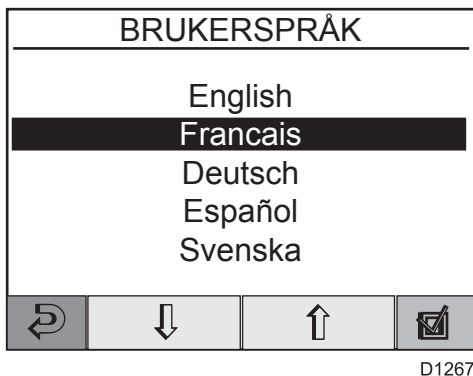 BRUKERSPRÅK
English
Francais
Deutsch
Español
Svenska
D1267